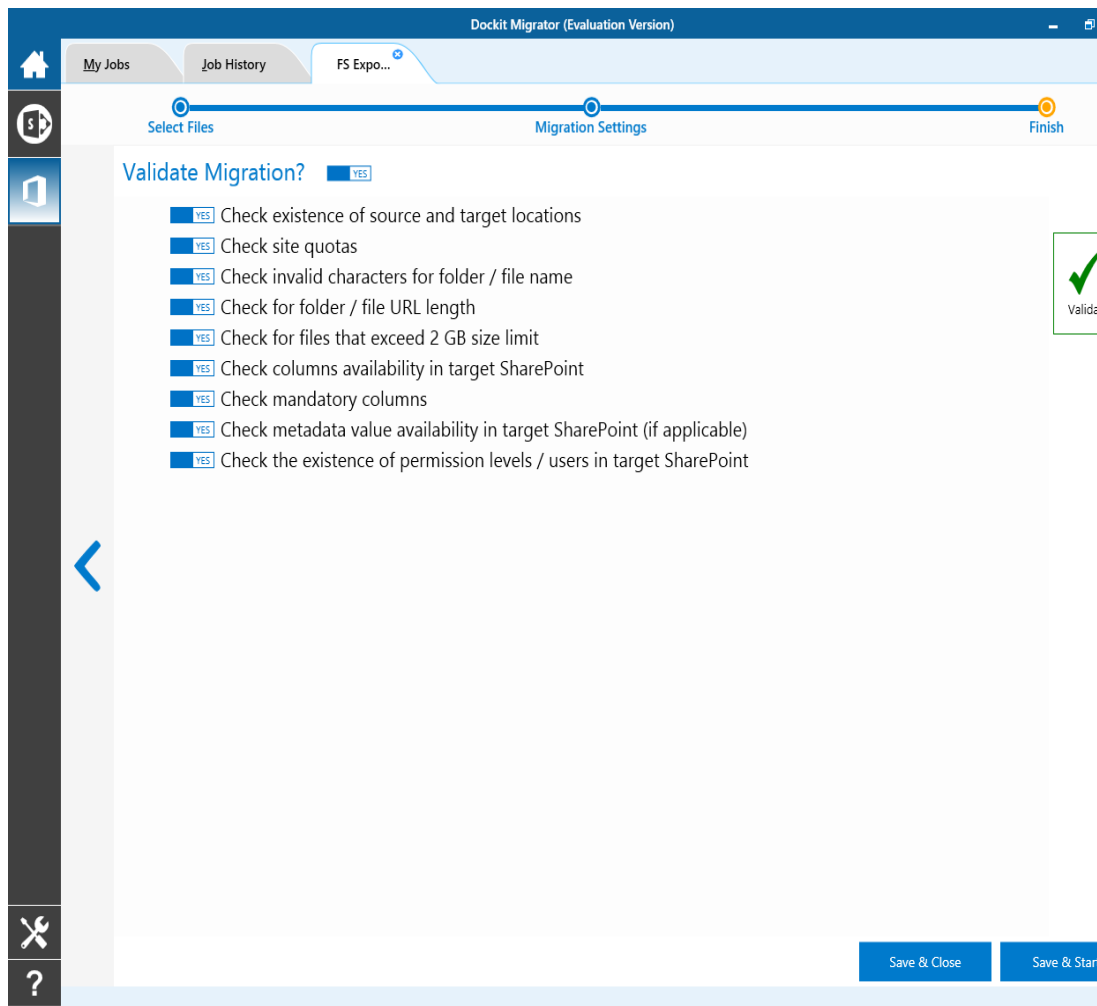 Dockit Migrator (Evaluation Version)
My Jobs
Job History
FS Expo...
Select Files
Migration Settings
Finish
Validate Migration? YES
YES Check existence of source and target locations
YES Check site quotas
YES Check invalid characters for folder / file name
YES Check for folder / file URL length
YES Check for files that exceed 2 GB size limit
YES Check columns availability in target SharePoint
YES Check mandatory columns
YES Check metadata value availability in target SharePoint (if applicable)
YES Check the existence of permission levels / users in target SharePoint
Valida
Save & Close
Save & Star
S
?